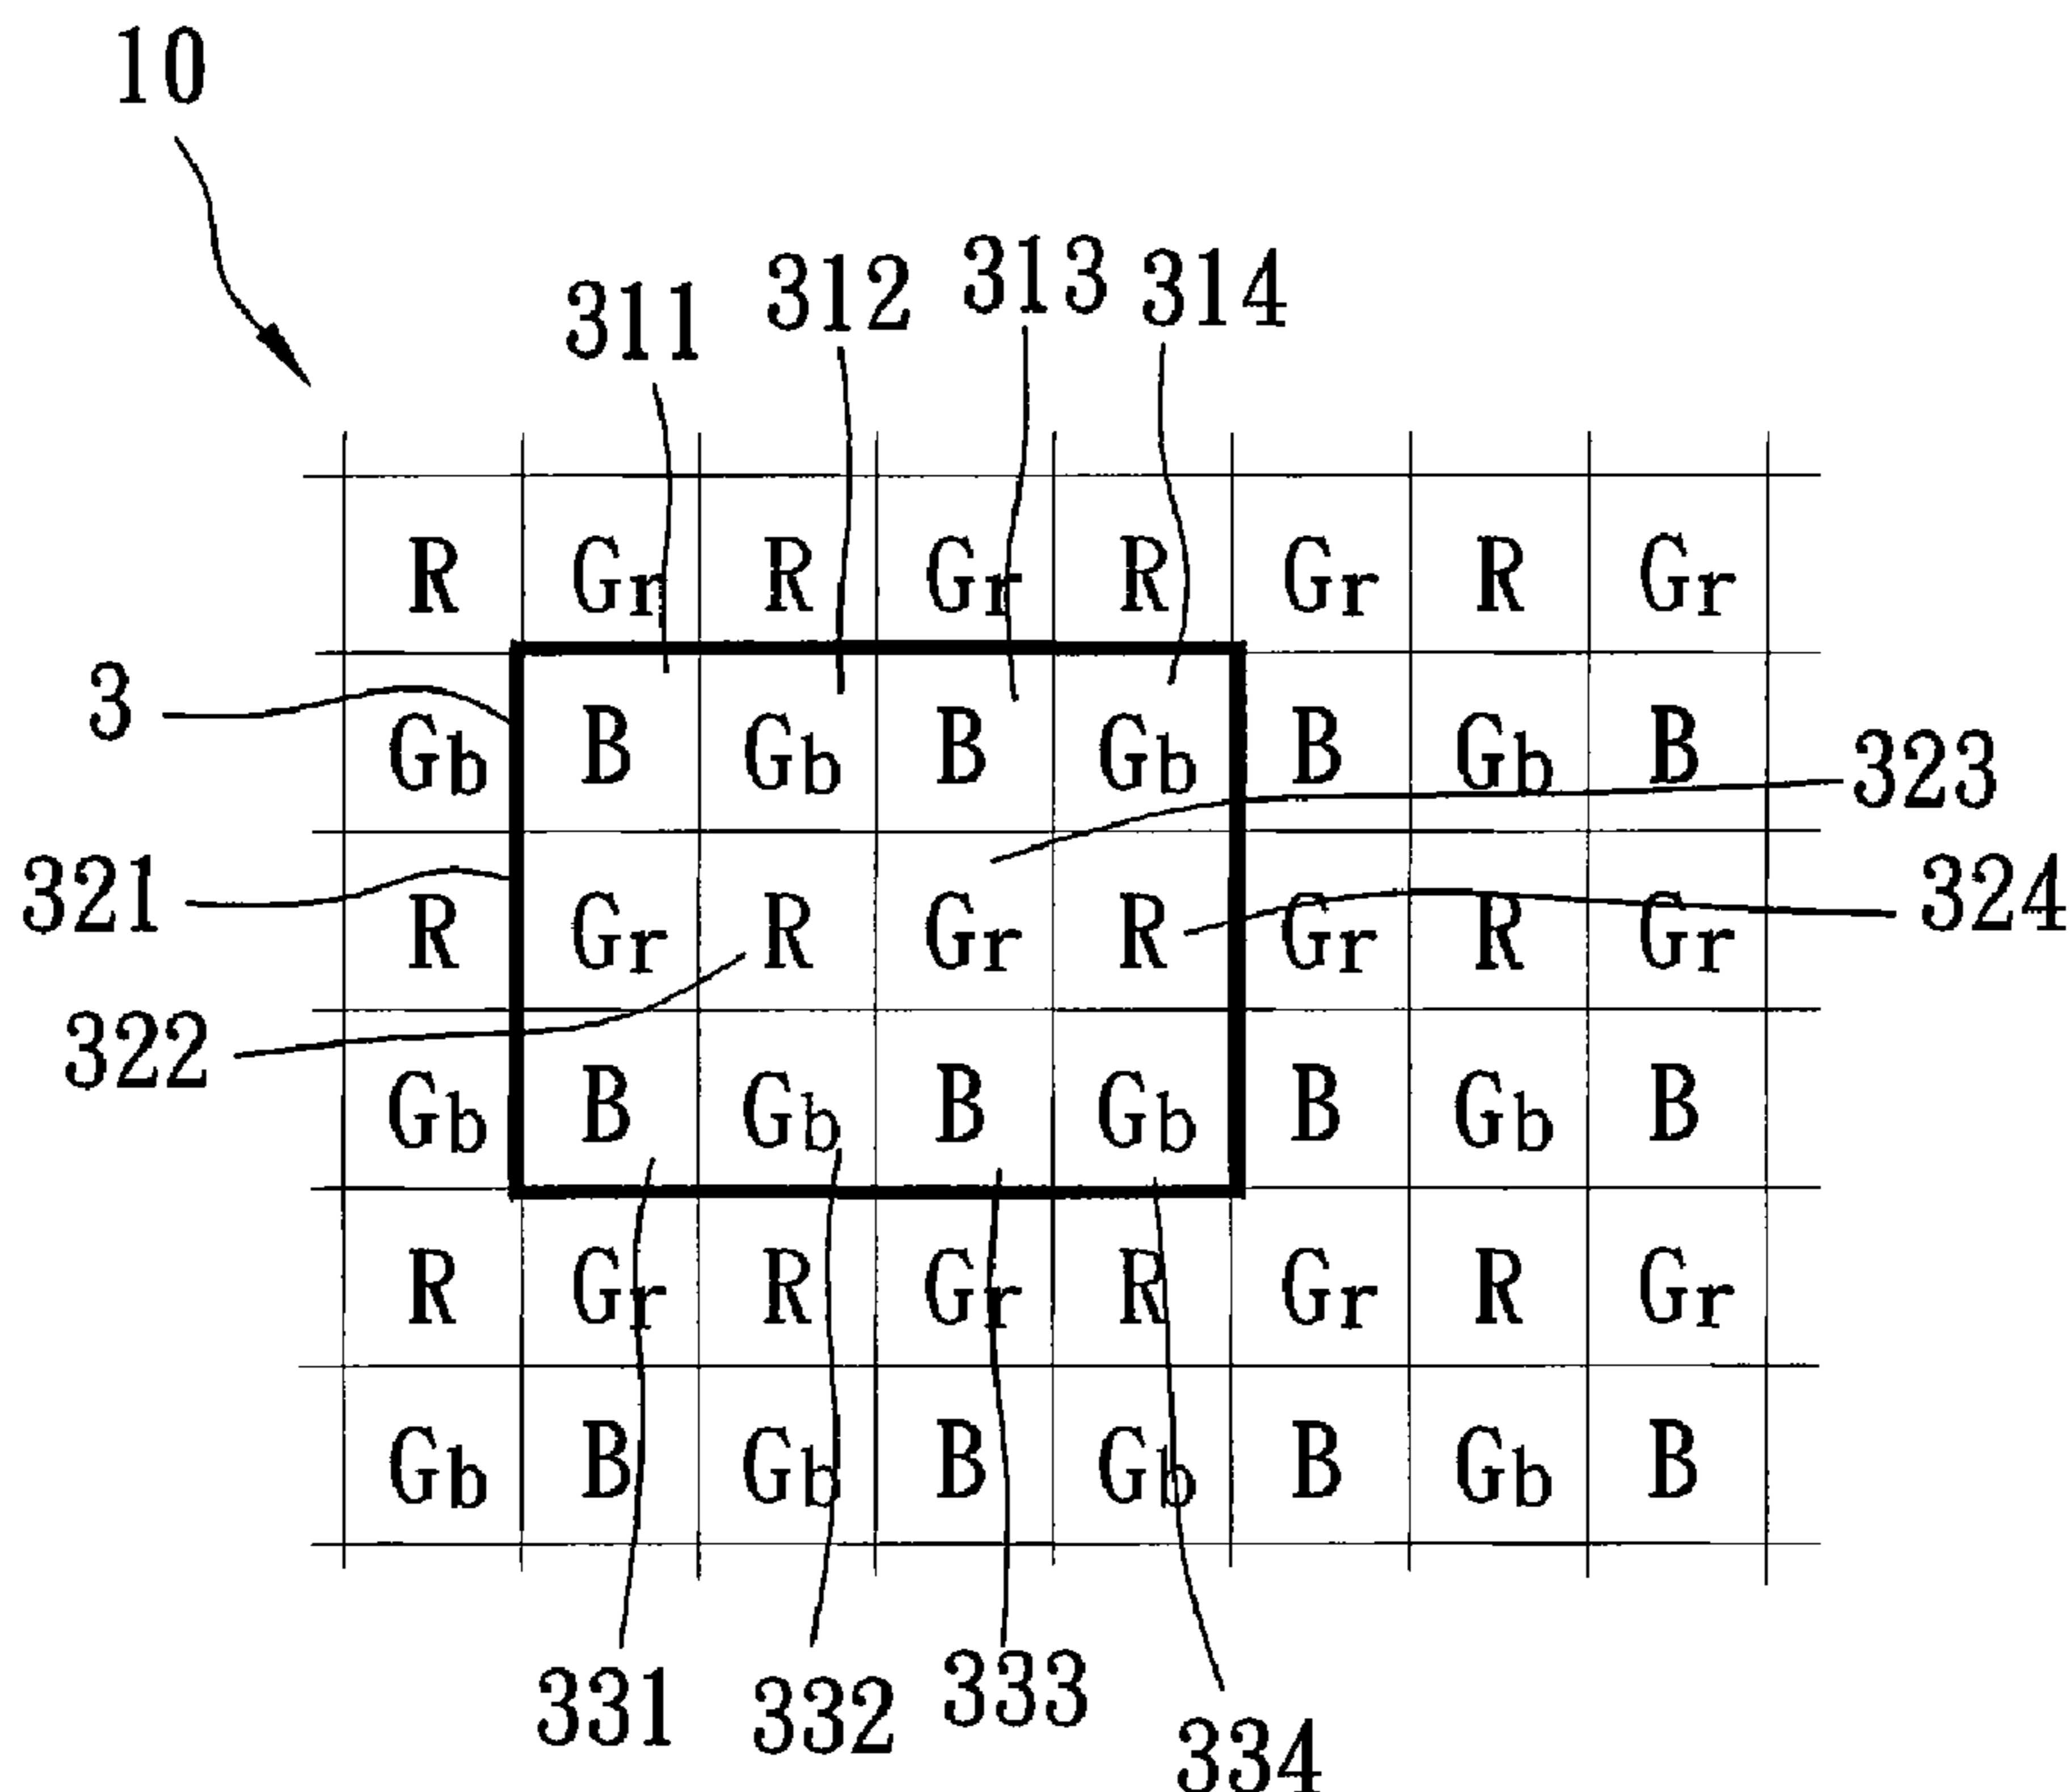 10
311 312 313 314
R Gr R Gr R Gr R Gr
3
Gb B Gb B Gb B Gb B
323
321
R Gr R Gr R Gr R Gr
324
322
Gb B Gb B Gb B Gb B
R Gr R Gr R Gr R Gr
Gb B Gb B Gb B Gb B
331 332 333 334